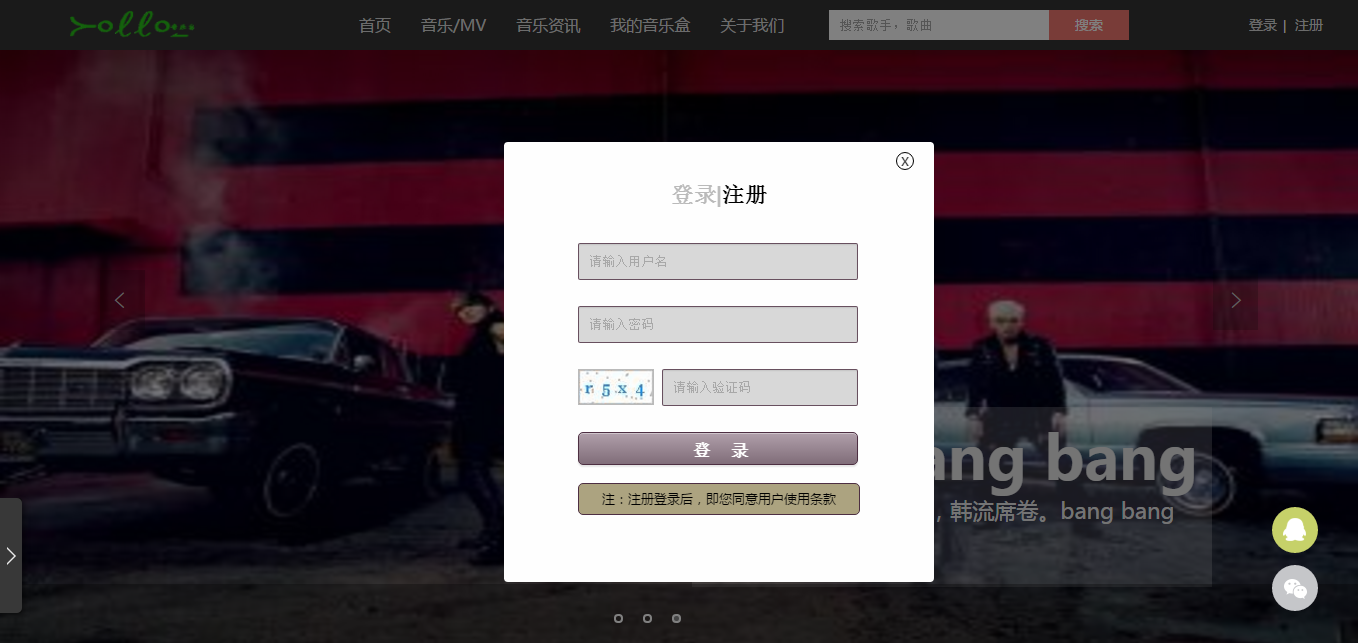 Yollo...
首页 音乐/MV 音乐资讯 我的音乐盒 关于我们 搜索歌手，歌曲 搜索 登录 | 注册
X
登录|注册
请输入用户名
请输入密码
r5x4 请输入验证码
登 录
注：注册登录后，即您同意用户使用条款
ang bang
，韩流席卷。bang bang